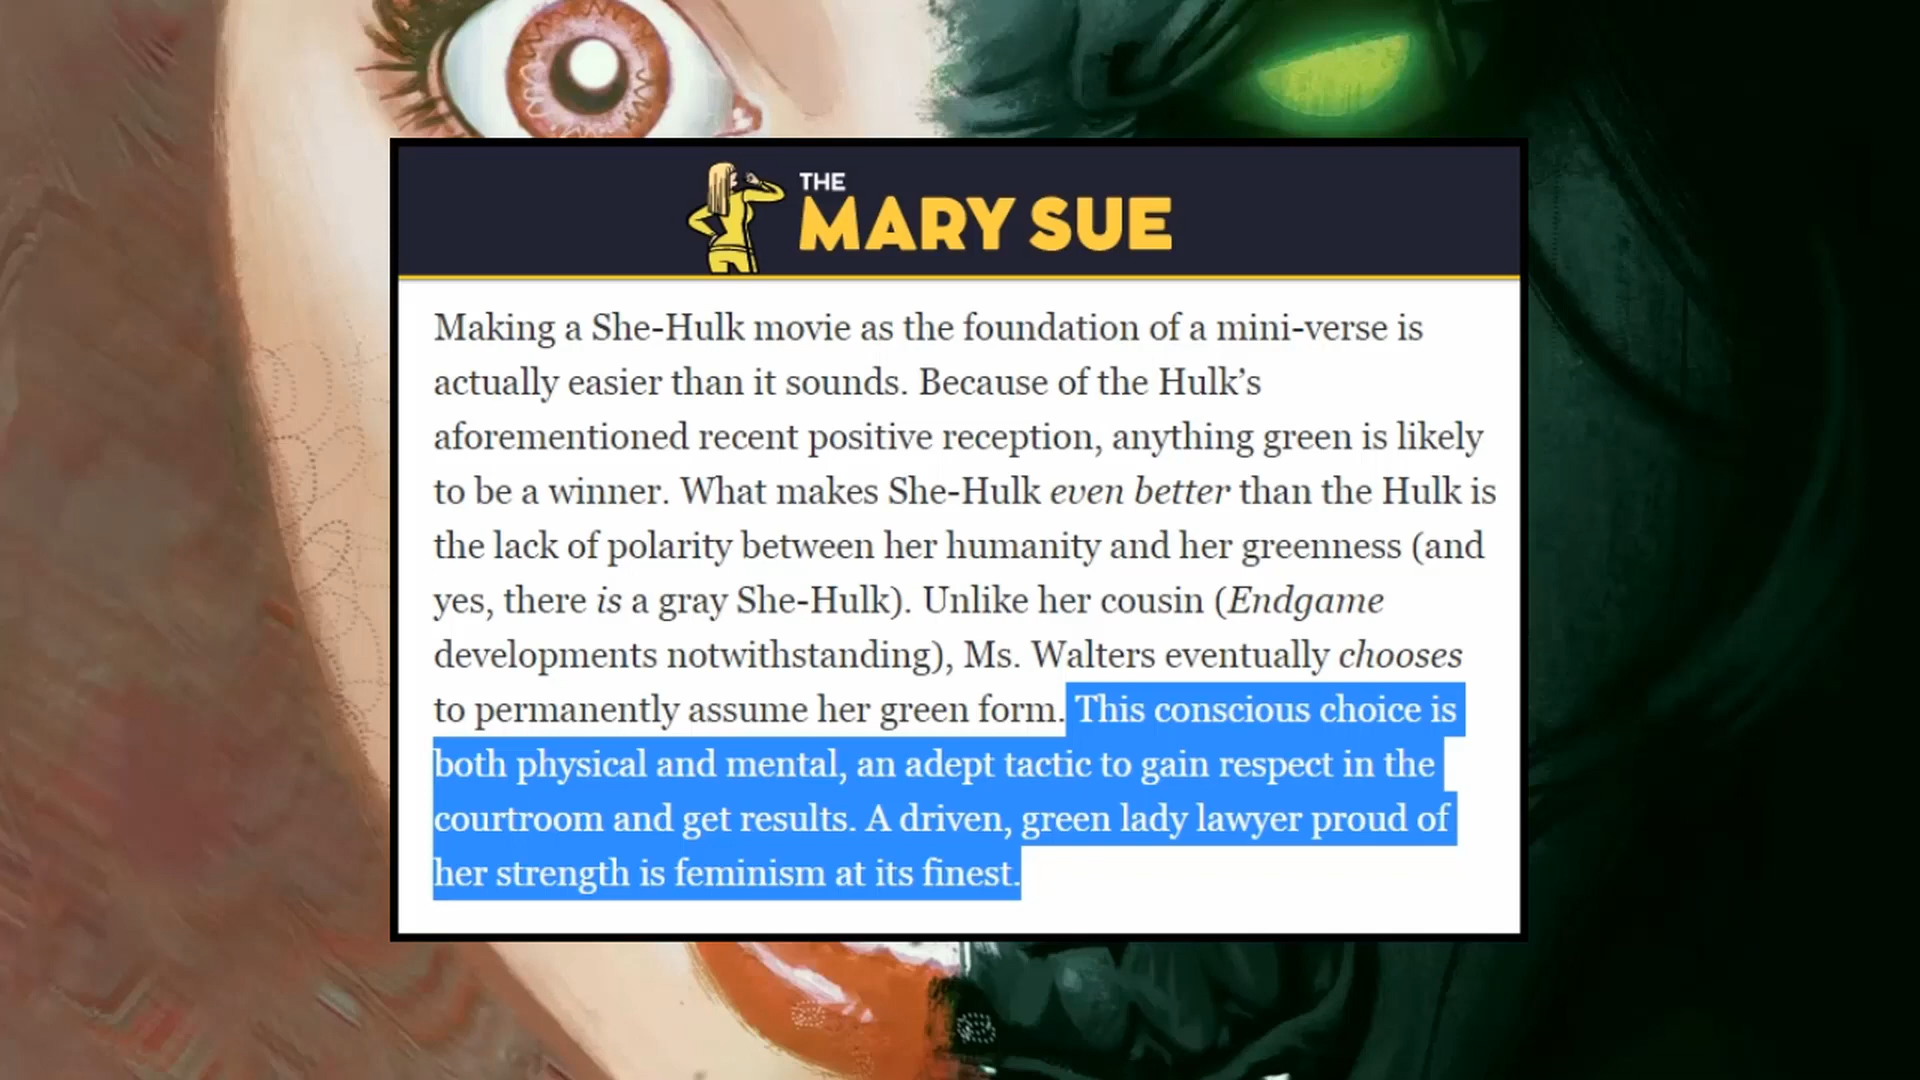 THE
MARY SUE
Making a She-Hulk movie as the foundation of a mini-verse is
actually easier than it sounds. Because of the Hulk’s
aforementioned recent positive reception, anything green is likely
to be a winner. What makes She-Hulk even better than the Hulk is
the lack of polarity between her humanity and her greenness (and
yes, there is a gray She-Hulk). Unlike her cousin (Endgame
developments notwithstanding), Ms. Walters eventually chooses
to permanently assume her green form. This conscious choice is
both physical and mental, an adept tactic to gain respect in the
courtroom and get results. A driven, green lady lawyer proud of
her strength is feminism at its finest.